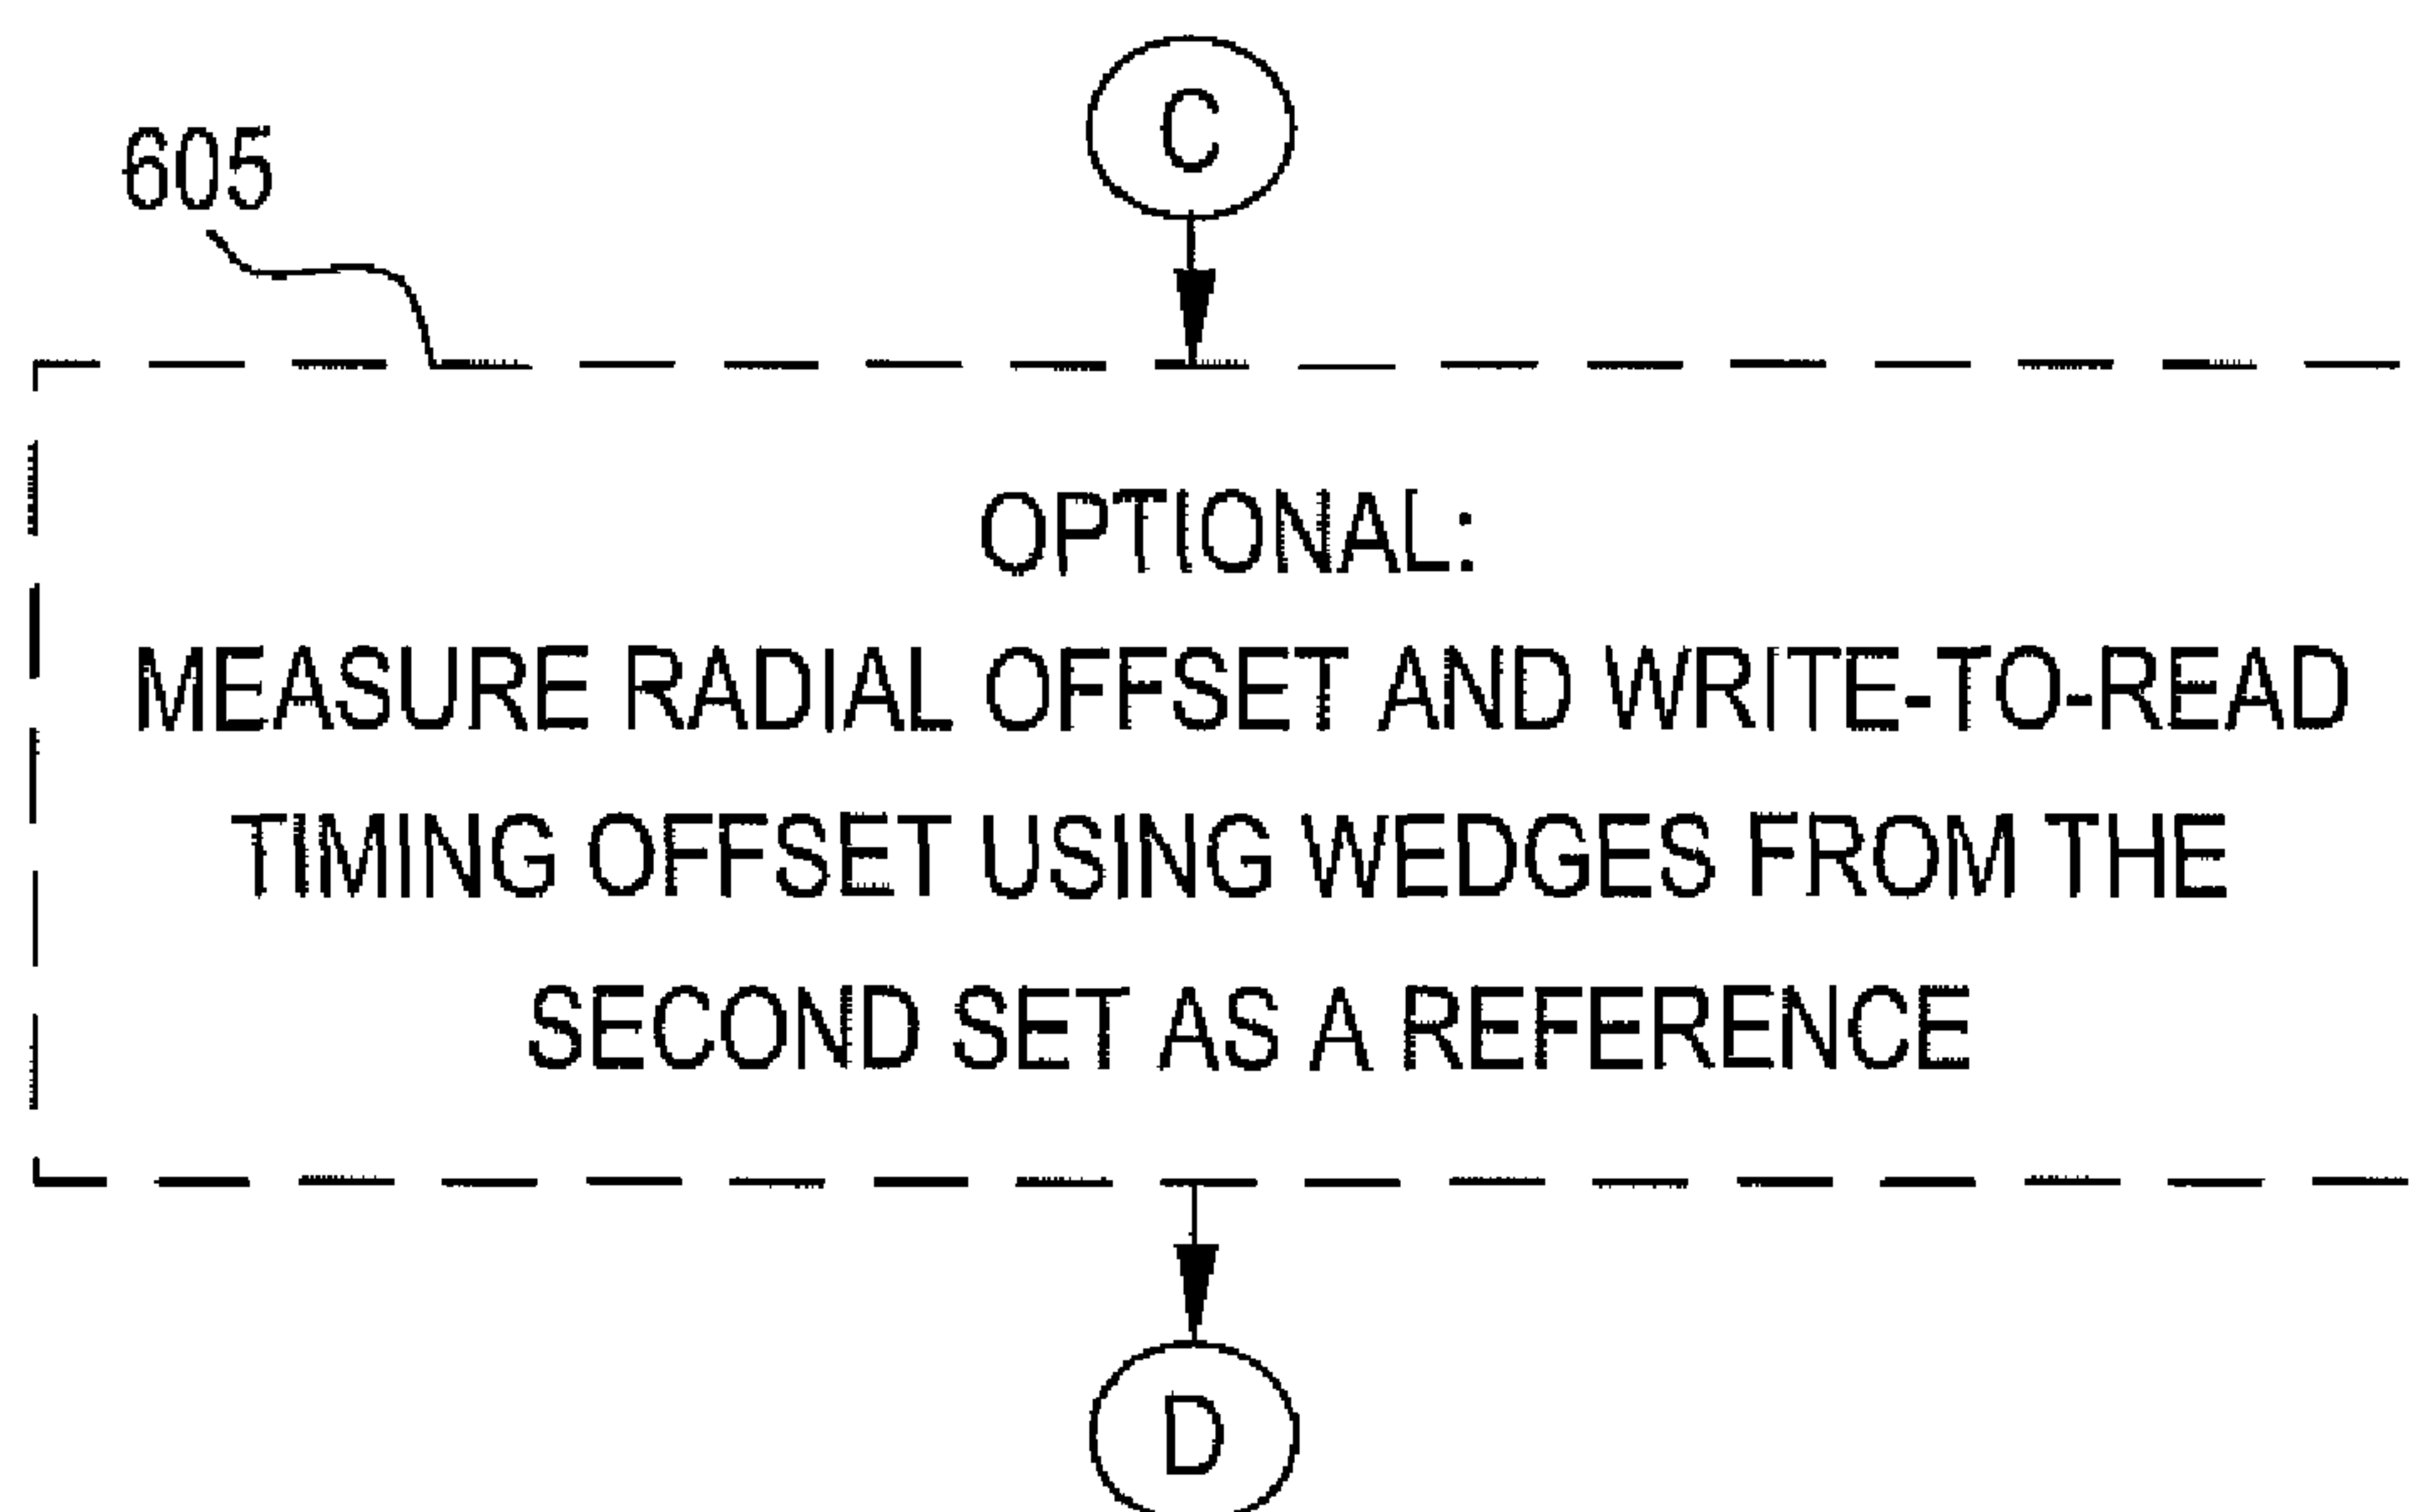 C
605
OPTIONAL:
MEASURE RADIAL OFFSET AND WRITE-TO-READ
TIMING OFFSET USING WEDGES FROM THE
SECOND SET AS A REFERENCE
D